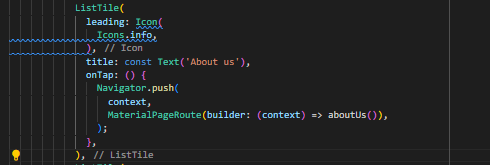 ListTile(
leading: Icon(
Icons.info,
), // Icon
title: const Text('About us'),
onTap: () {
Navigator.push(
context,
MaterialPageRoute(builder: (context) => aboutUs()),
);
},
), // ListTile